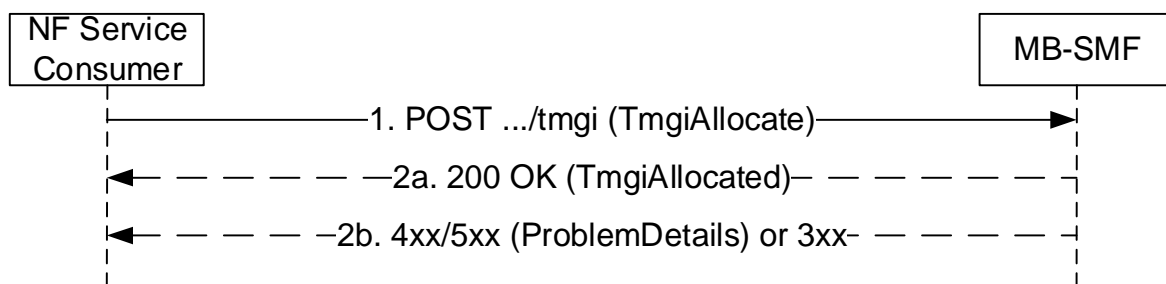 NF Service
Consumer
MB-SMF
1. POST .../tmgi (TmgiAllocate)
2a. 200 OK (TmgiAllocated)
2b. 4xx/5xx (ProblemDetails) or 3xx